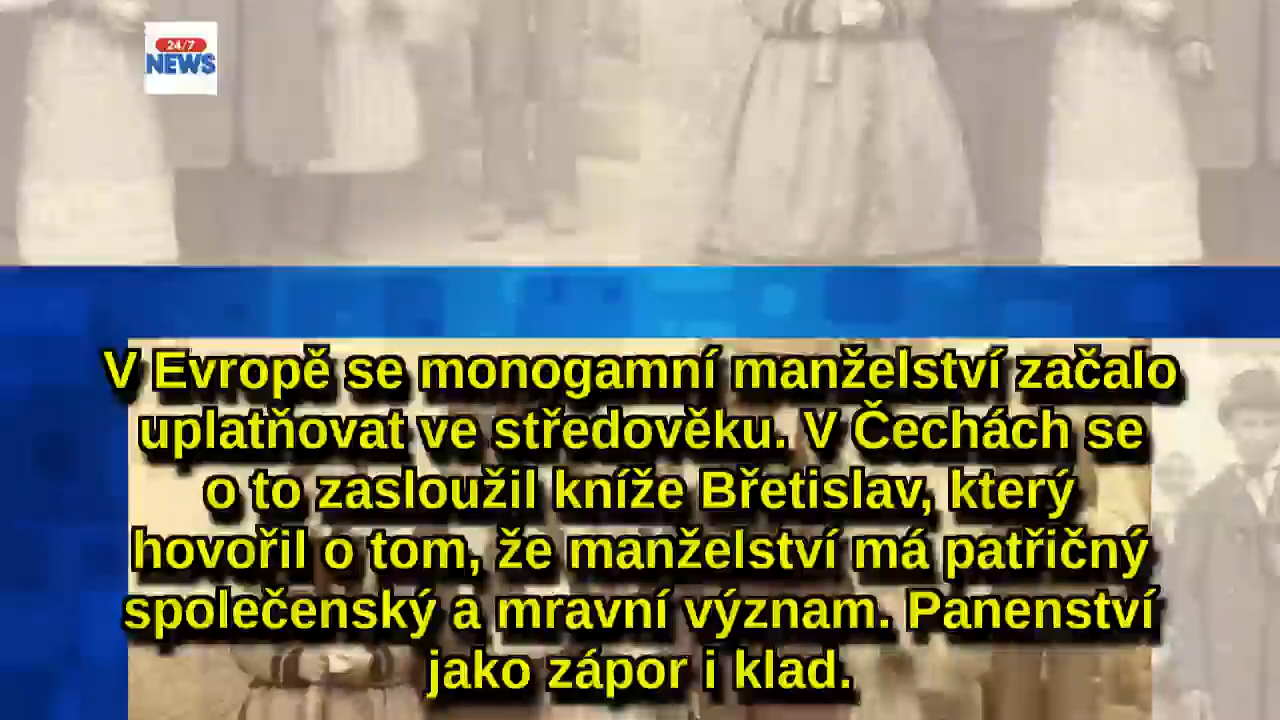 24/7
NEWS
V Evropě se monogamní manželství začalo
uplatňovat ve středověku. V Čechách se
o to zasloužil kníže Břetislav, který
hovořil o tom, že manželství má patřičný
společenský a mravní význam. Panenství
jako zápor i klad.